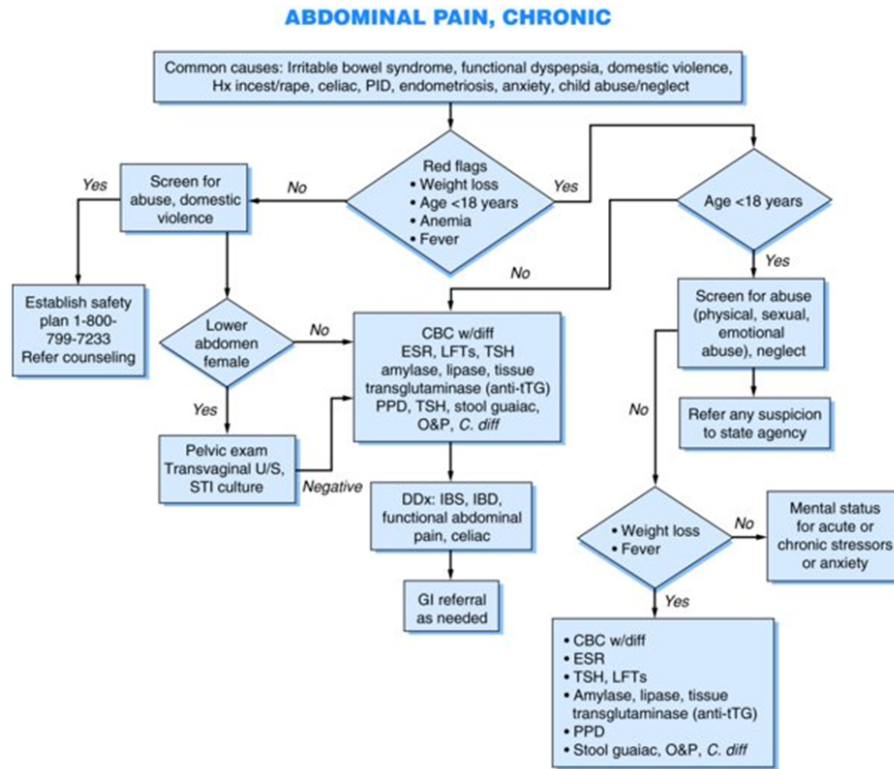 ABDOMINAL PAIN, CHRONIC
Common causes: Irritable bowel syndrome, functional dyspepsia, domestic violence,
Hx incest/rape, celiac, PID, endometriosis, anxiety, child abuse/neglect
Red flags
• Weight loss
• Age <18 years
• Anemia
• Fever
No
Yes
Screen for
abuse, domestic
violence
Yes
Age <18 years
No
Yes
Establish safety
plan 1-800-
799-7233
Refer counseling
Lower
abdomen
female
No
Yes
CBC w/diff
ESR, LFTs, TSH
amylase, lipase, tissue
transglutaminase (anti-tTG)
PPD, TSH, stool guaiac,
O&P, C. diff
Screen for abuse
(physical, sexual,
emotional
abuse), neglect
No
Refer any suspicion
to state agency
Pelvic exam
Transvaginal U/S,
STI culture
Negative
DDx: IBS, IBD,
functional abdominal
pain, celiac
GI referral
as needed
• Weight loss
• Fever
No
Mental status
for acute or
chronic stressors
or anxiety
Yes
• CBC w/diff
• ESR
• TSH, LFTs
• Amylase, lipase, tissue
transglutaminase (anti-tTG)
• PPD
• Stool guaiac, O&P, C. diff